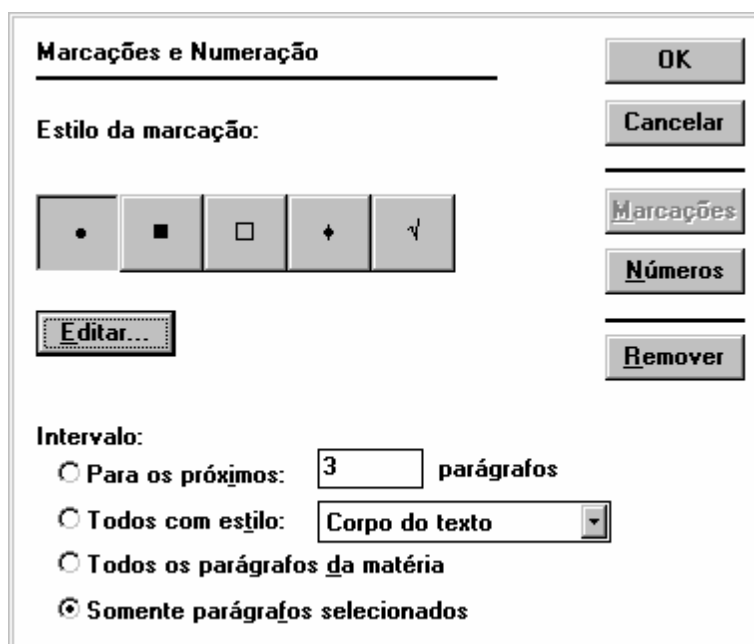 Marcações e Numeração
OK
Cancelar
Estilo da marcação:
Marcações
Números
Editar...
Remover
Intervalo:
Para os próximos: 3 parágrafos
Todos com estilo: Corpo do texto
Todos os parágrafos da matéria
Somente parágrafos selecionados